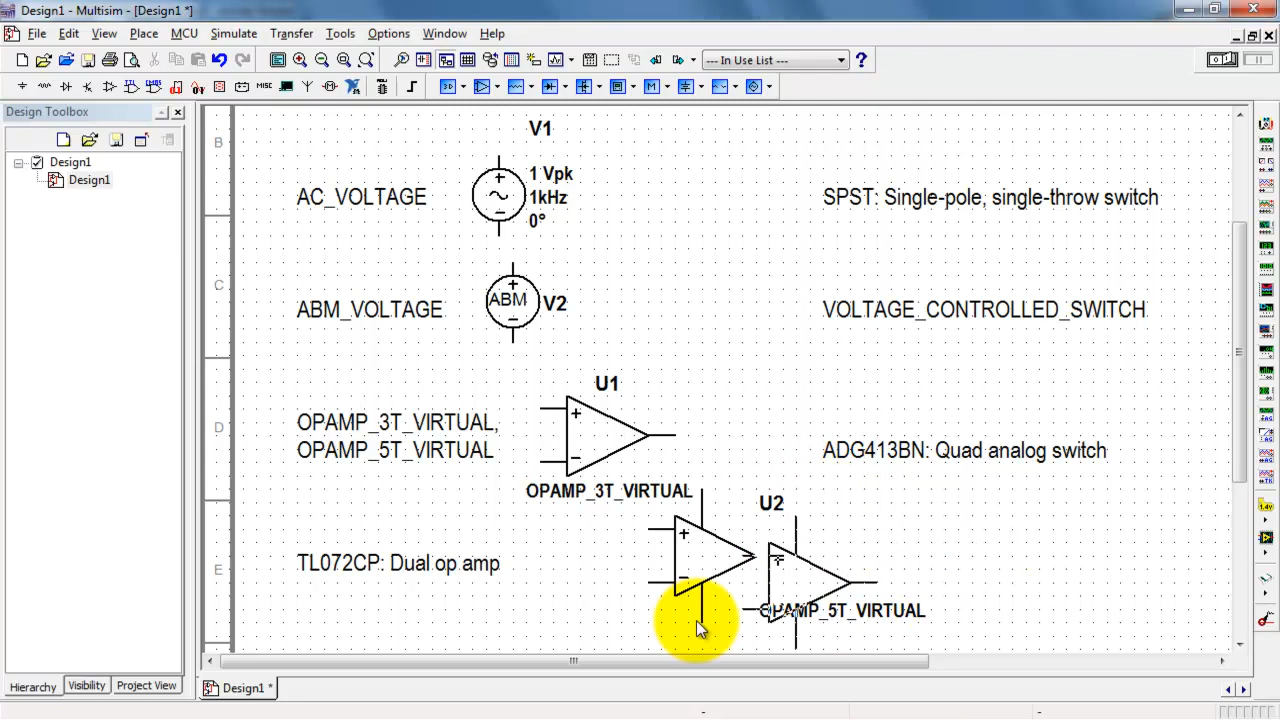 Design1 - Multisim - [Design1 *]
File Edit View Place MCU Simulate Transfer Tools Options Window Help
--- In Use List ---
Design Toolbox
Design1
Design1
B
V1
AC_VOLTAGE
1 Vpk
1kHz
0°
SPST: Single-pole, single-throw switch
C
ABM_VOLTAGE
ABM
V2
VOLTAGE_CONTROLLED_SWITCH
U1
D
OPAMP_3T_VIRTUAL,
OPAMP_5T_VIRTUAL
ADG413BN: Quad analog switch
OPAMP_3T_VIRTUAL
U2
E
TL072CP: Dual op amp
OPAMP_5T_VIRTUAL
Hierarchy Visibility Project View
Design1 *